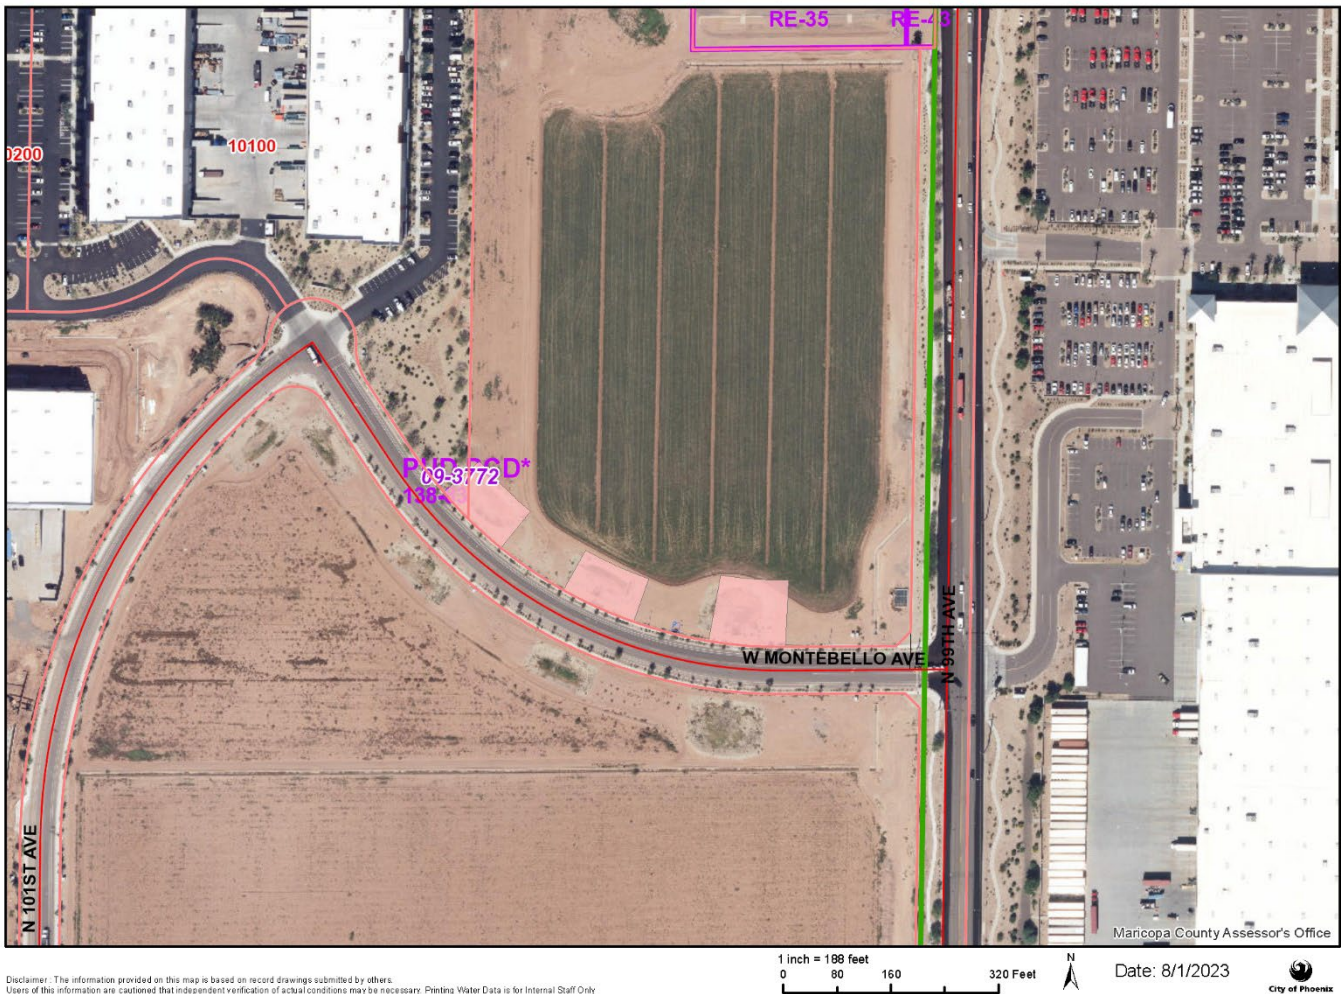 RE-35
RE-43
0200
10100
09-3772
W MONTEBELLO AVE
N 99TH AVE
N 101ST AVE
Maricopa County Assessor's Office
Disclaimer : The information provided on this map is based on record drawings submitted by others.
Users of this information are cautioned that independent verification of actual conditions may be necessary. Printing Water Data is for Internal Staff Only
1 inch = 188 feet
0 80 160 320 Feet
N
Date: 8/1/2023
City of Phoenix